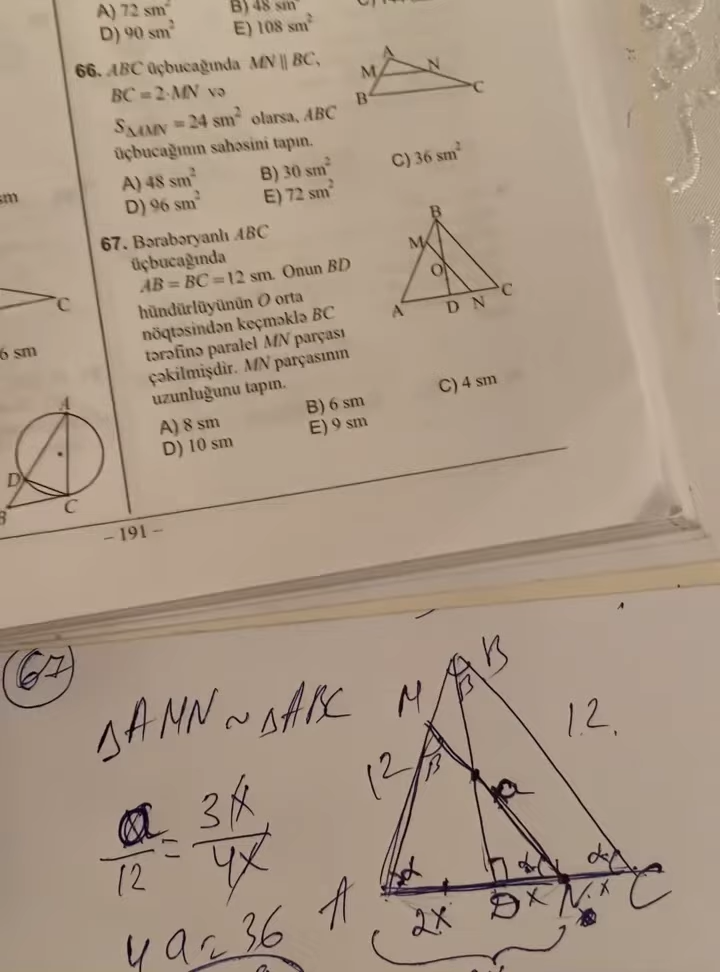 A) 72 sm²
B) 48 sm²
D) 90 sm²
E) 108 sm²
66. ABC üçbucağında MN || BC,
BC = 2·MN və
S△AMN = 24 sm² olarsa, ABC
üçbucağının sahəsini tapın.
A
M
N
B
C
A) 48 sm²
B) 30 sm²
C) 36 sm²
D) 96 sm²
E) 72 sm²
67. Bərabəryanlı ABC
üçbucağında
AB = BC = 12 sm. Onun BD
hündürlüyünün O orta
nöqtəsindən keçməklə BC
tərəfinə paralel MN parçası
çəkilmişdir. MN parçasının
uzunluğunu tapın.
B
M
O
A
D
N
C
A) 8 sm
B) 6 sm
C) 4 sm
D) 10 sm
E) 9 sm
sm
C
6 sm
A
D
B
C
– 191 –
67
△AMN ~ △ABC
a/12 = 3x/4x
4a = 36
B
β
M
12
β
12.
a
α
α
α
A
2x
D
x
N
x
C